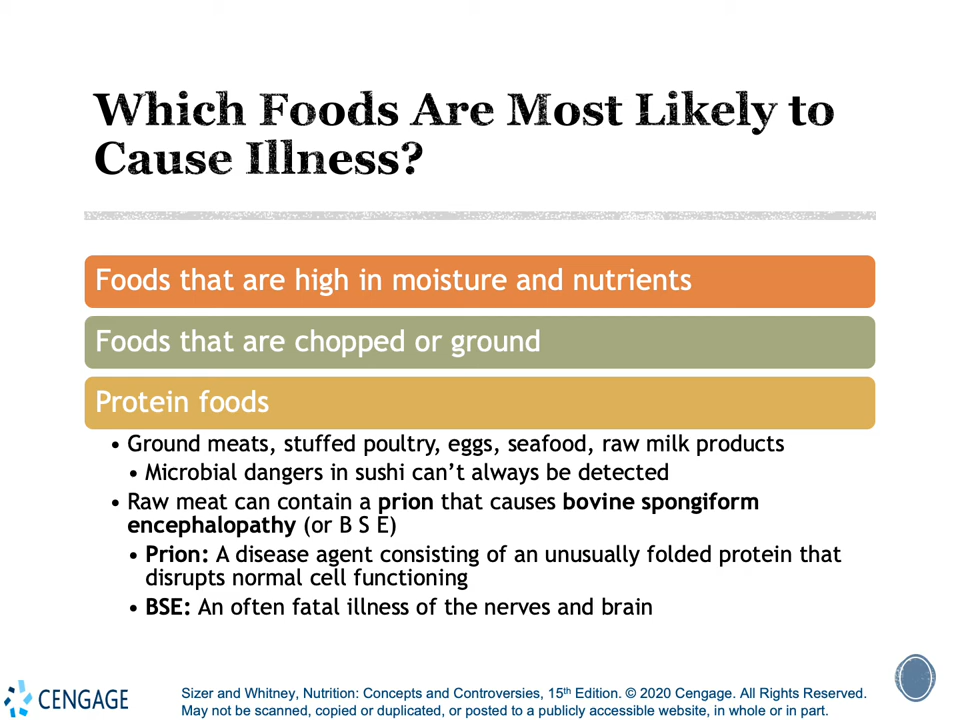 Which Foods Are Most Likely to
Cause Illness?
Foods that are high in moisture and nutrients
Foods that are chopped or ground
Protein foods
• Ground meats, stuffed poultry, eggs, seafood, raw milk products
• Microbial dangers in sushi can’t always be detected
• Raw meat can contain a prion that causes bovine spongiform
encephalopathy (or B S E)
• Prion: A disease agent consisting of an unusually folded protein that
disrupts normal cell functioning
• BSE: An often fatal illness of the nerves and brain
CENGAGE
Sizer and Whitney, Nutrition: Concepts and Controversies, 15th Edition. © 2020 Cengage. All Rights Reserved.
May not be scanned, copied or duplicated, or posted to a publicly accessible website, in whole or in part.